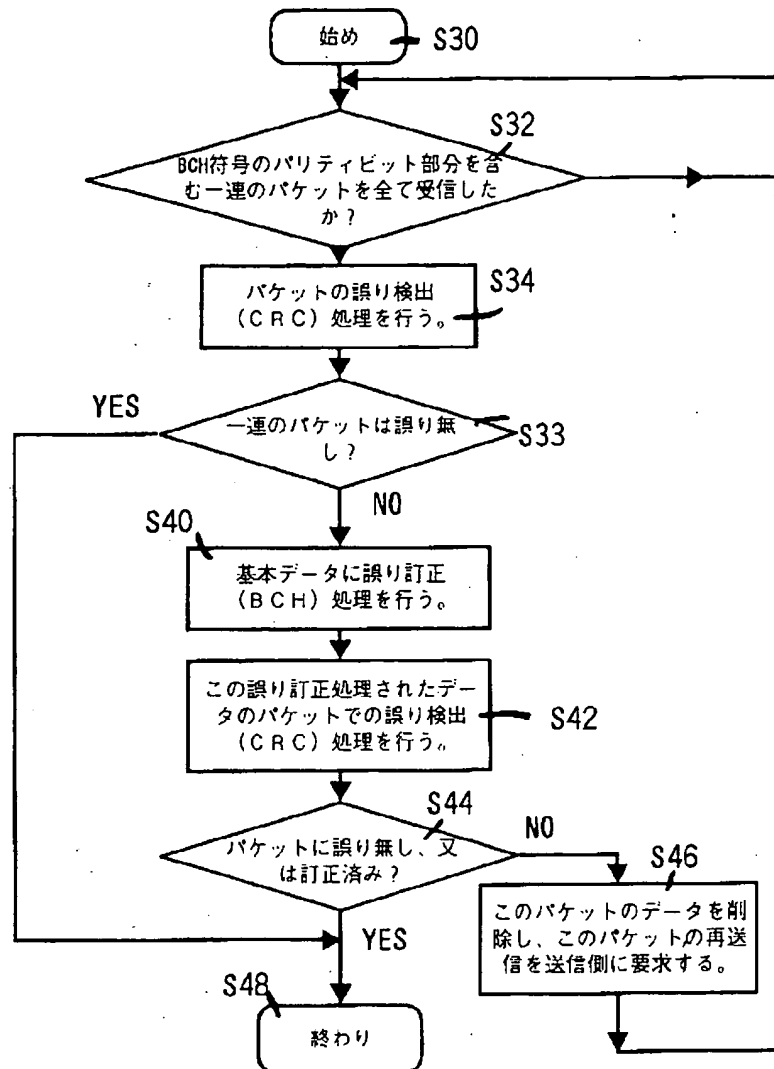 始め
S30
S32
BCH符号のパリティビット部分を含
む一連のパケットを全て受信した
か？
S34
パケットの誤り検出
(CRC)処理を行う。
YES
一連のパケットは誤り無
し？
S33
NO
S40
基本データに誤り訂正
(BCH)処理を行う。
この誤り訂正処理されたデー
タのパケットでの誤り検出
(CRC)処理を行う。
S42
S44
NO
パケットに誤り無し、又
は訂正済み？
S46
このパケットのデータを削
除し、このパケットの再送
信を送信側に要求する。
YES
S48
終わり